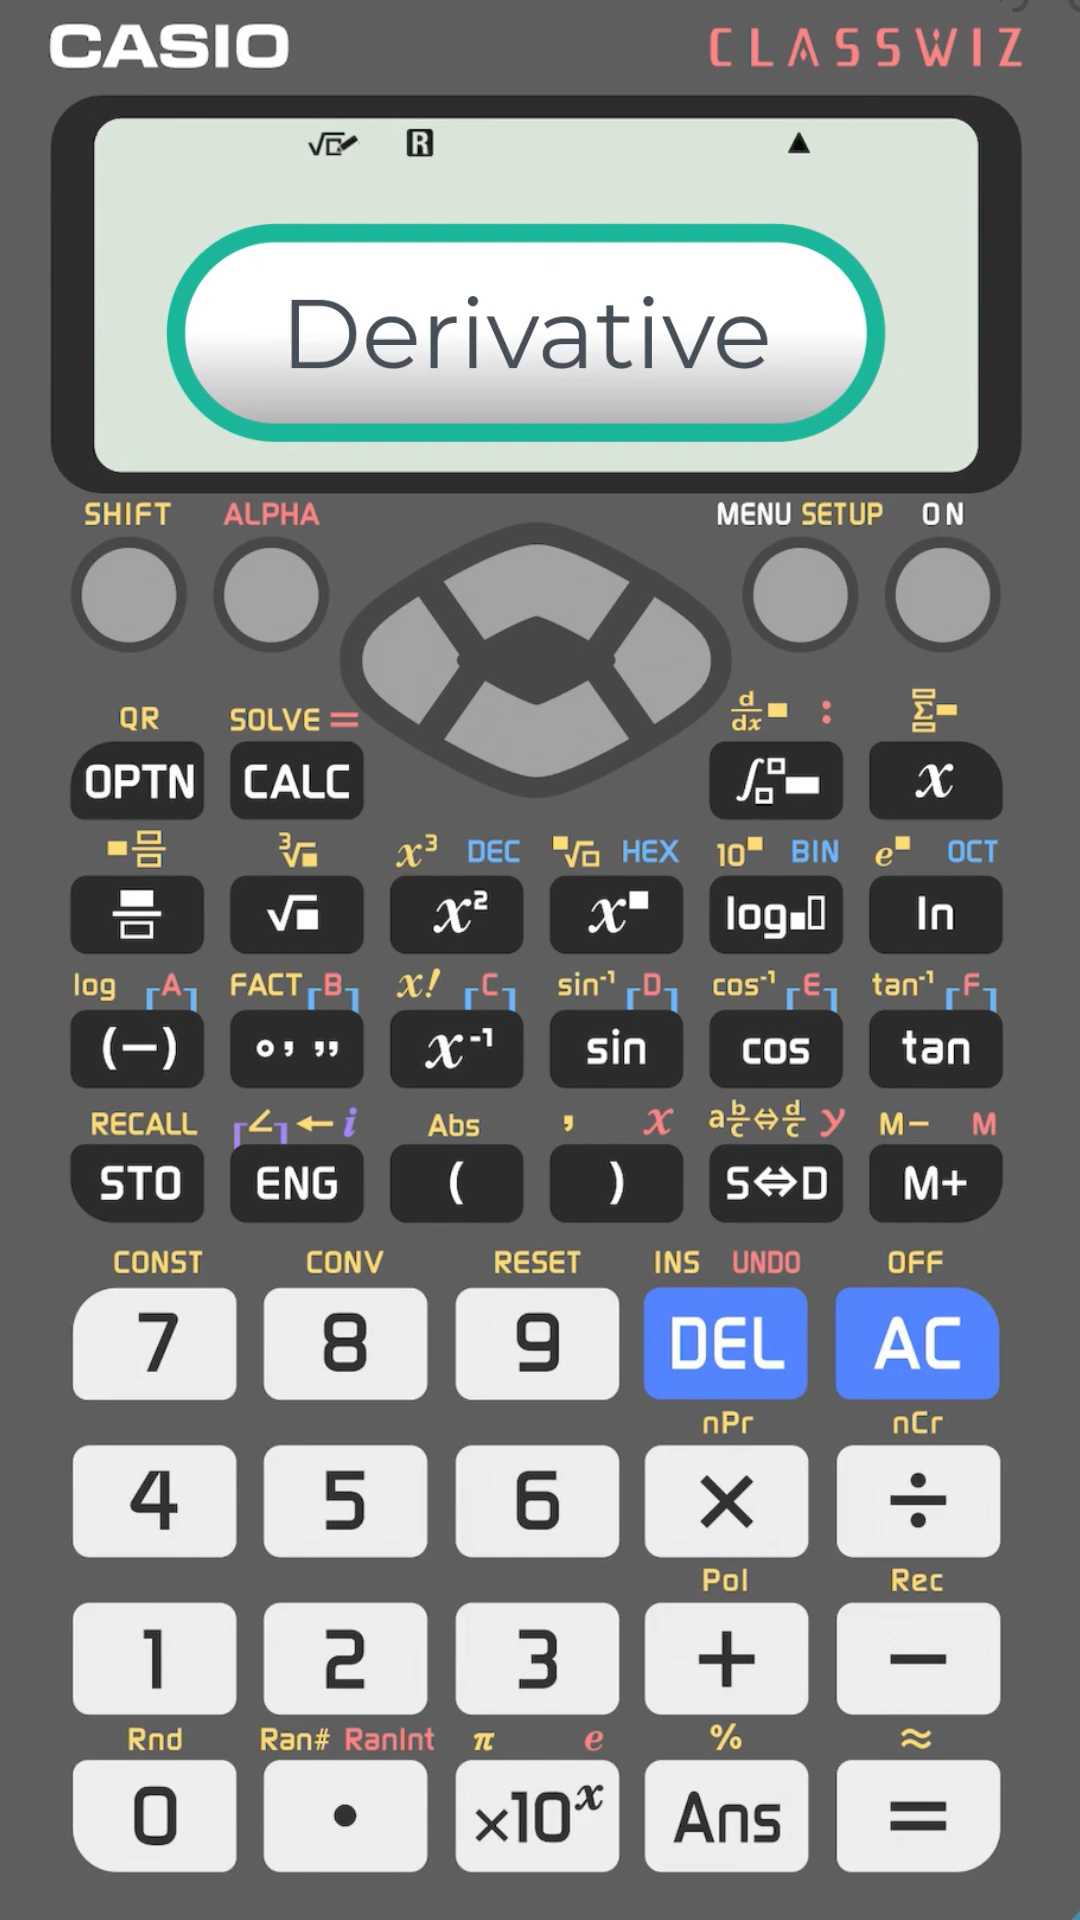 CASIO CLASSWIZ
√□ R ▲
Derivative
SHIFT ALPHA MENU SETUP ON
QR SOLVE = d/dx■ : Σ
OPTN CALC ∫ x
■□/□ ³√■ x³ DEC ■√□ HEX 10■ BIN e■ OCT
■/□ √■ x² x■ log■□ ln
log A FACT B x! C sin⁻¹ D cos⁻¹ E tan⁻¹ F
(−) ° ’ ” x⁻¹ sin cos tan
RECALL ∠ ← i Abs , x a b/c ⇔ d/c y M− M
STO ENG ( ) S⇔D M+
CONST CONV RESET INS UNDO OFF
7 8 9 DEL AC
nPr nCr
4 5 6 × ÷
Pol Rec
1 2 3 + −
Rnd Ran# RanInt π e % ≈
0 • ×10ˣ Ans =